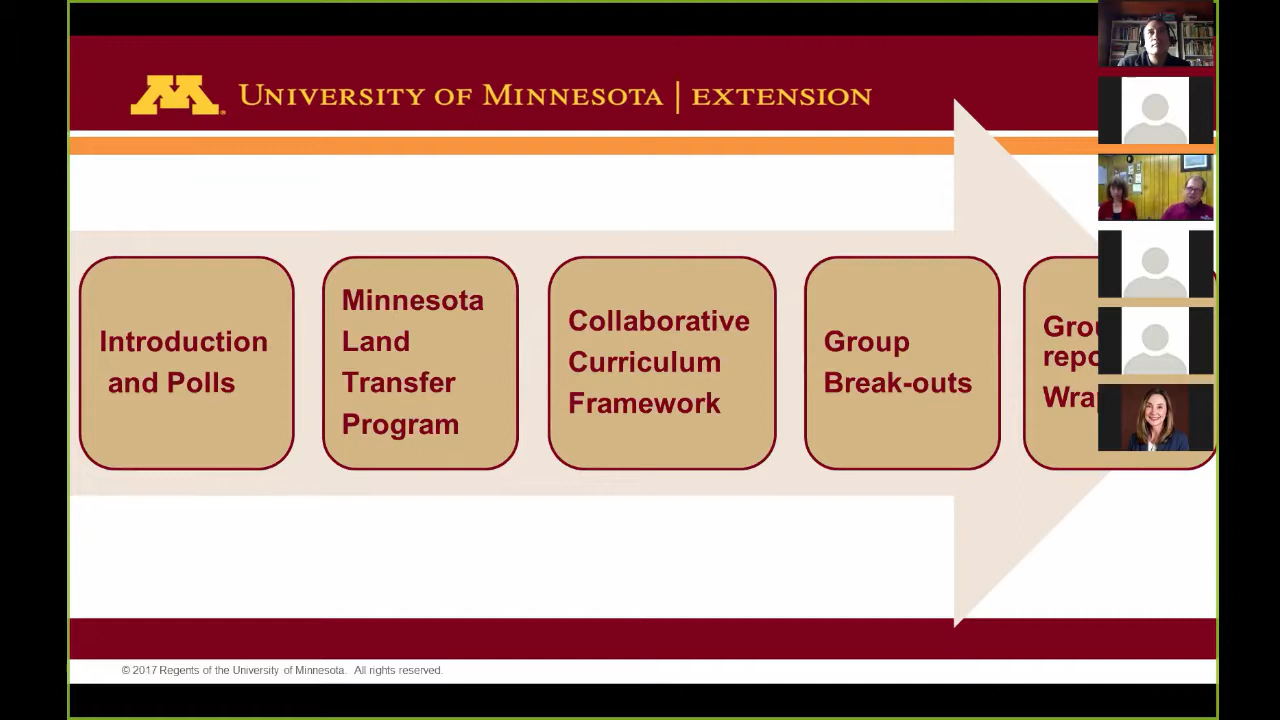 UNIVERSITY OF MINNESOTA | EXTENSION
Introduction
and Polls
Minnesota
Land
Transfer
Program
Collaborative
Curriculum
Framework
Group
Break-outs
© 2017 Regents of the University of Minnesota. All rights reserved.